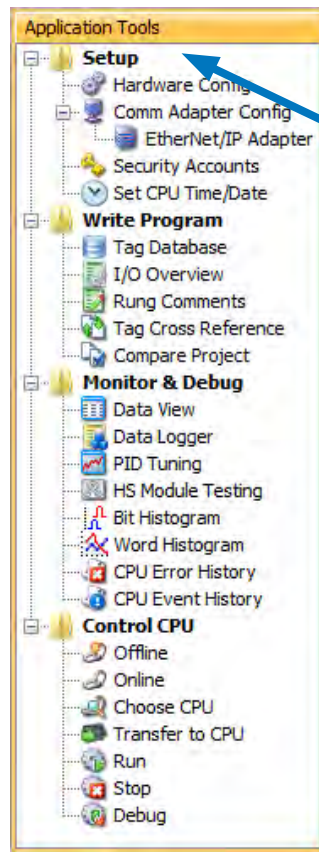 Application Tools
Setup
Hardware Config
Comm Adapter Config
EtherNet/IP Adapter
Security Accounts
Set CPU Time/Date
Write Program
Tag Database
I/O Overview
Rung Comments
Tag Cross Reference
Compare Project
Monitor & Debug
Data View
Data Logger
PID Tuning
HS Module Testing
Bit Histogram
Word Histogram
CPU Error History
CPU Event History
Control CPU
Offline
Online
Choose CPU
Transfer to CPU
Run
Stop
Debug